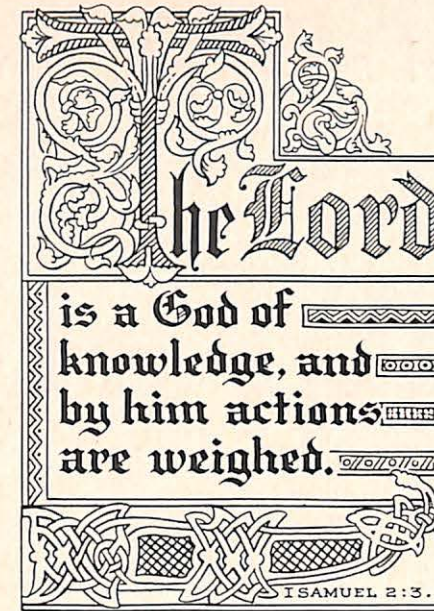 The Lord
is a God of
knowledge, and
by him actions
are weighed.
I SAMUEL 2:3.